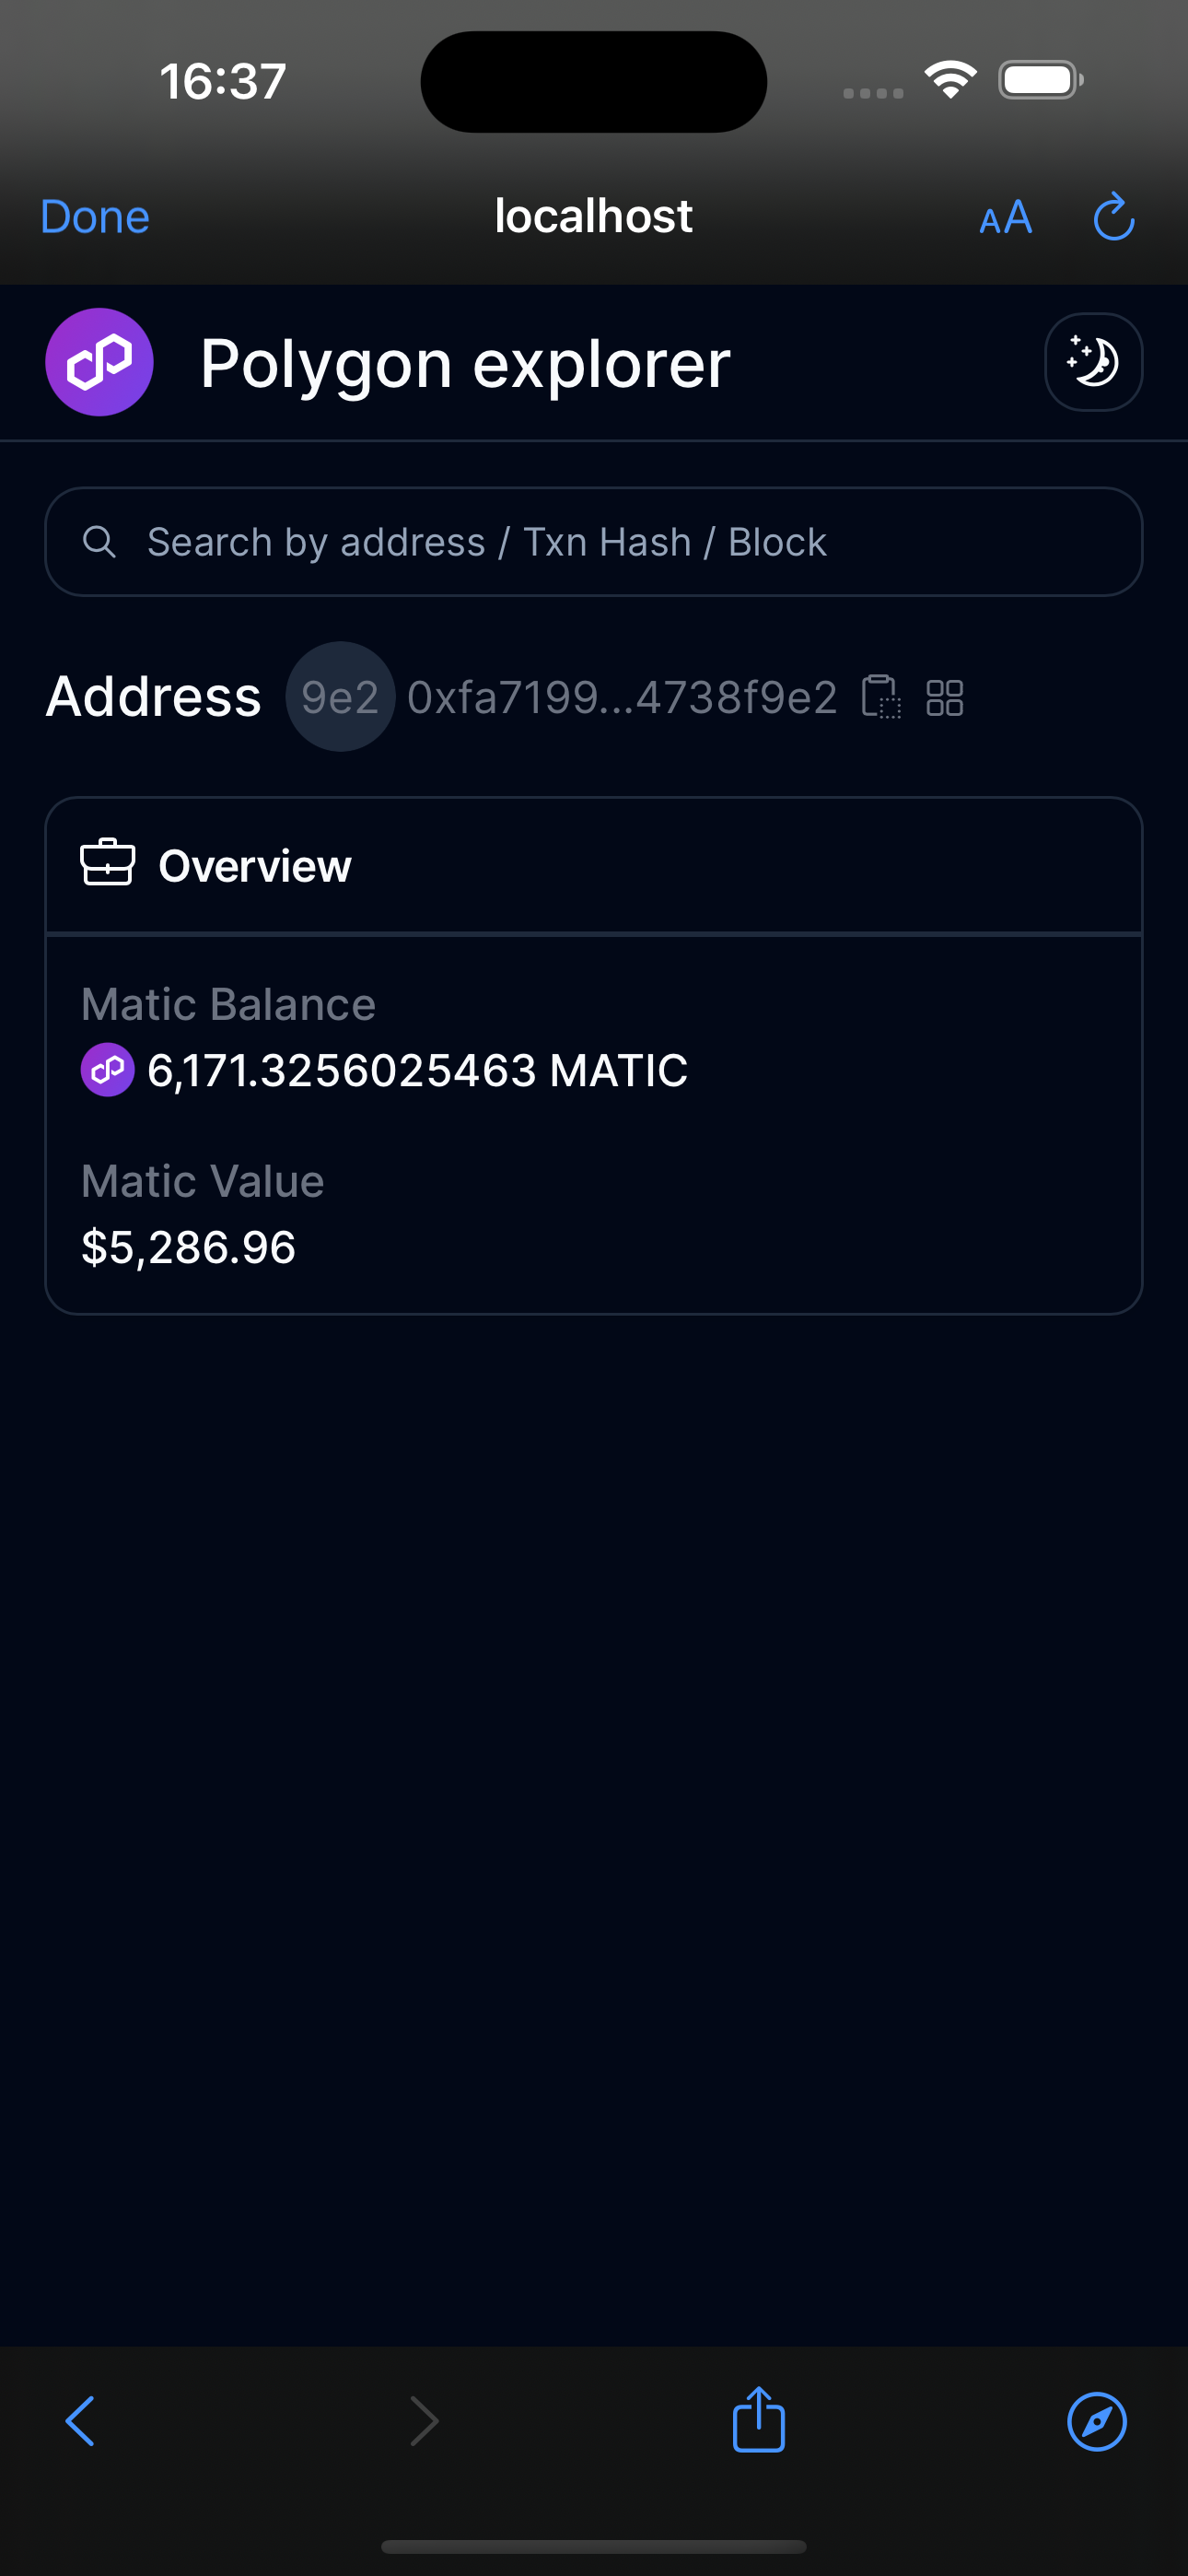 16:37
Done localhost AA
Polygon explorer
Search by address / Txn Hash / Block
Address 9e2 0xfa7199...4738f9e2
Overview
Matic Balance
6,171.3256025463 MATIC
Matic Value
$5,286.96